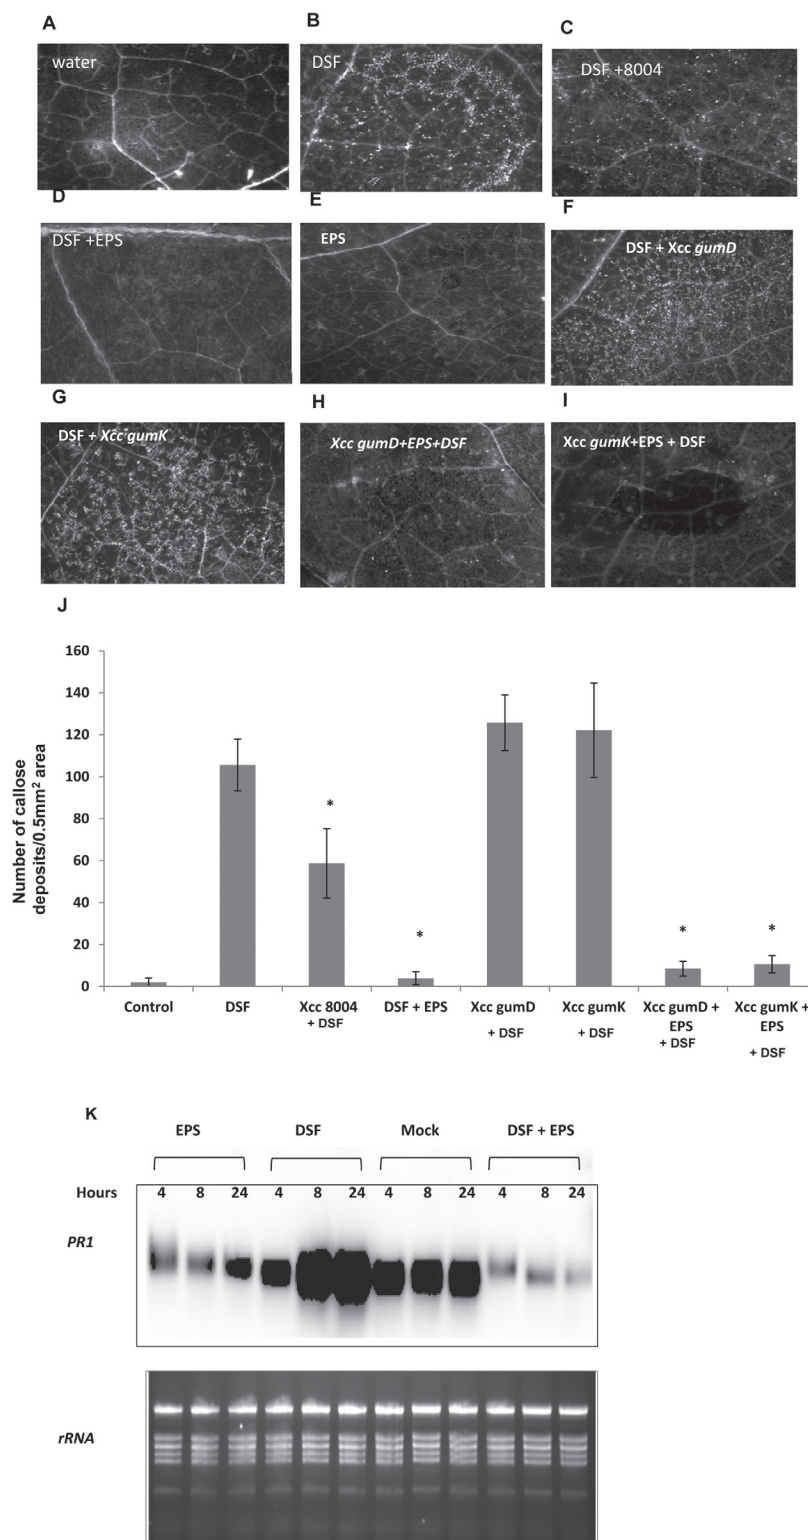 A
B
C
water
DSF
DSF +8004
D
E
F
DSF +EPS
EPS
DSF + Xcc gumD
G
H
I
DSF + Xcc gumK
Xcc gumD+EPS+DSF
Xcc gumK+EPS + DSF
J
Number of callose
deposits/0.5mm² area
160
140
120
100
80
60
40
20
0
*
*
*
*
Control
DSF
Xcc 8004
+ DSF
DSF + EPS
Xcc gumD
+ DSF
Xcc gumK
+ DSF
Xcc gumD +
EPS
+ DSF
Xcc gumK +
EPS
+ DSF
K
EPS
DSF
Mock
DSF + EPS
Hours
4 8 24 4 8 24 4 8 24 4 8 24
PR1
rRNA